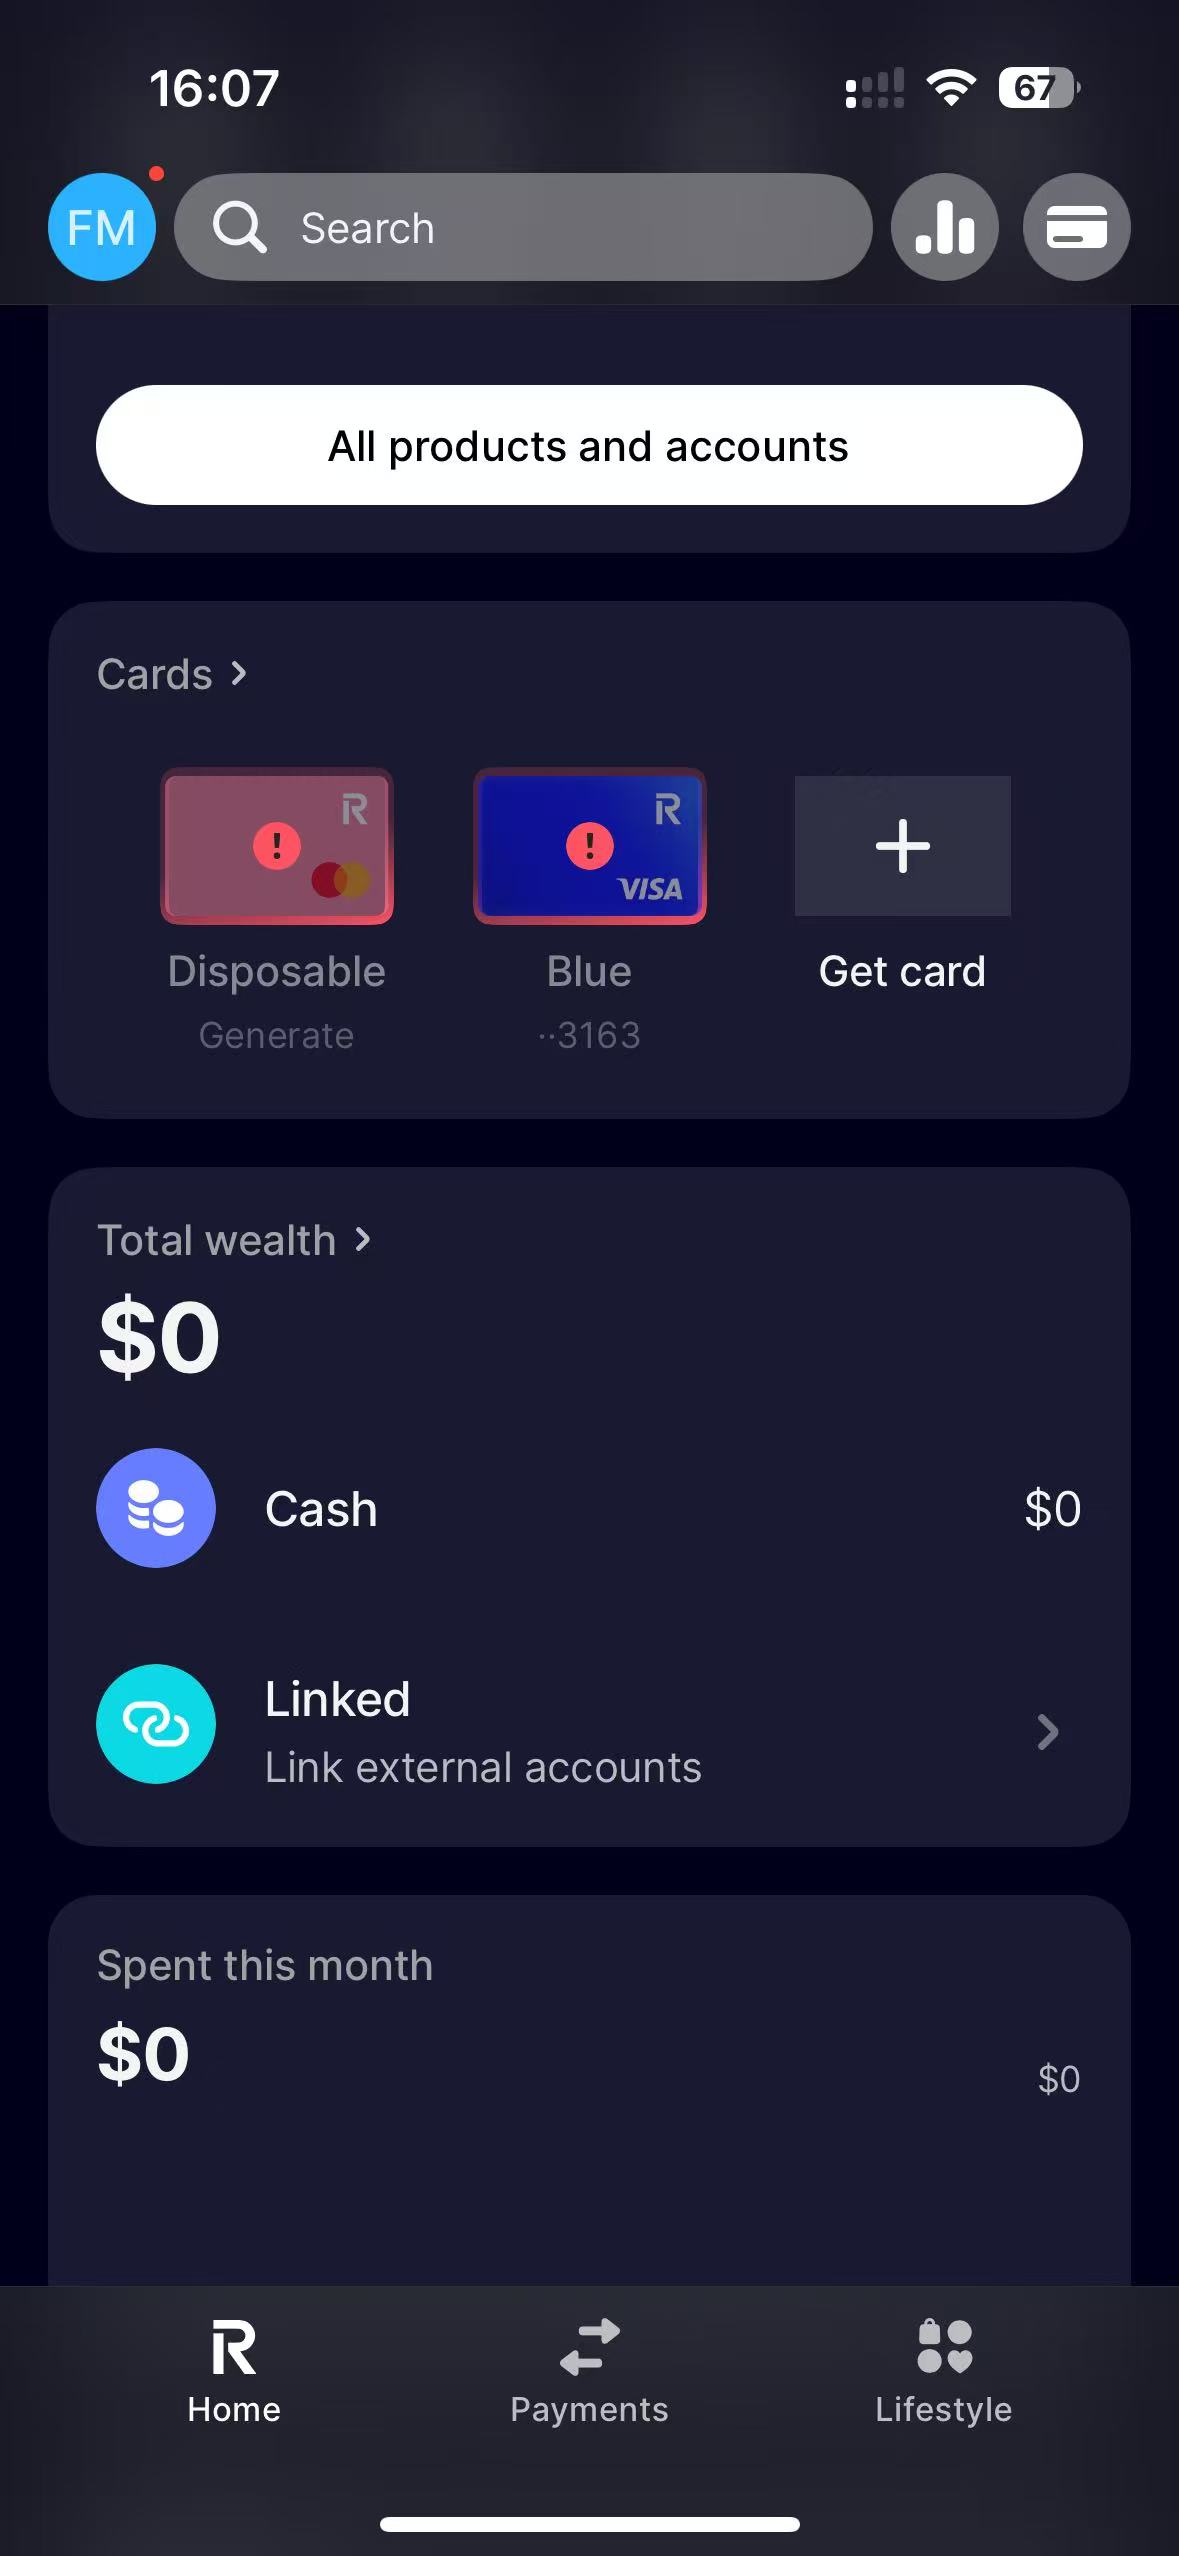 16:07
67
FM
Search
All products and accounts
Cards
!
!
VISA
Disposable
Blue
Get card
Generate
··3163
Total wealth
$0
Cash
$0
Linked
Link external accounts
Spent this month
$0
$0
Home
Payments
Lifestyle